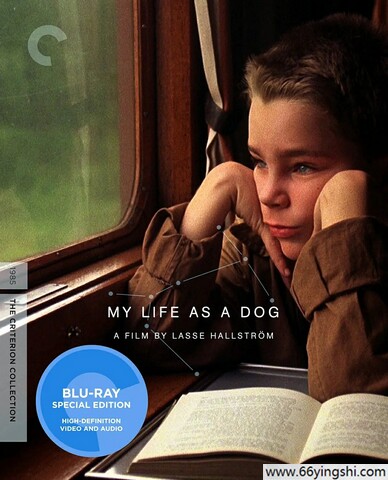 1985 THE CRITERION COLLECTION
MY LIFE AS A DOG
A FILM BY LASSE HALLSTRÖM
BLU-RAY
SPECIAL EDITION
HIGH-DEFINITION
VIDEO AND AUDIO
www.66yingshi.com